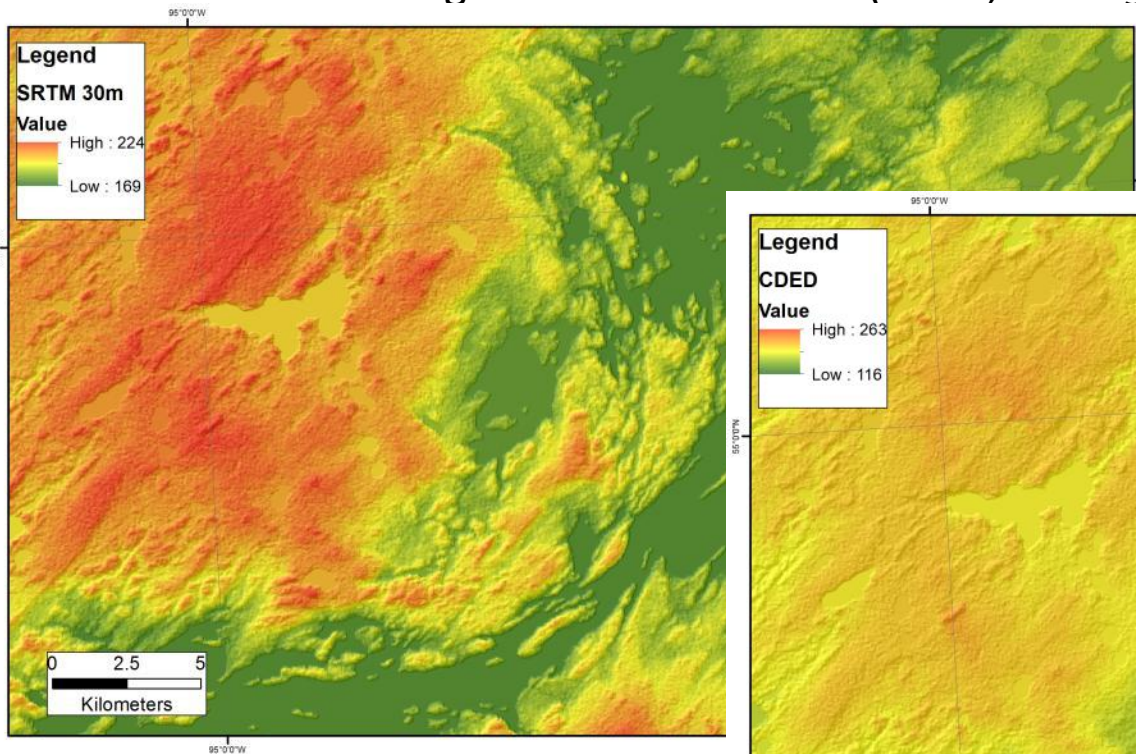 95°0'0"W
Legend
SRTM 30m
Value
High : 224
Low : 169
0 2.5 5
Kilometers
95°0'0"W
95°0'0"W
Legend
CDED
Value
High : 263
Low : 116
55°0'0"N